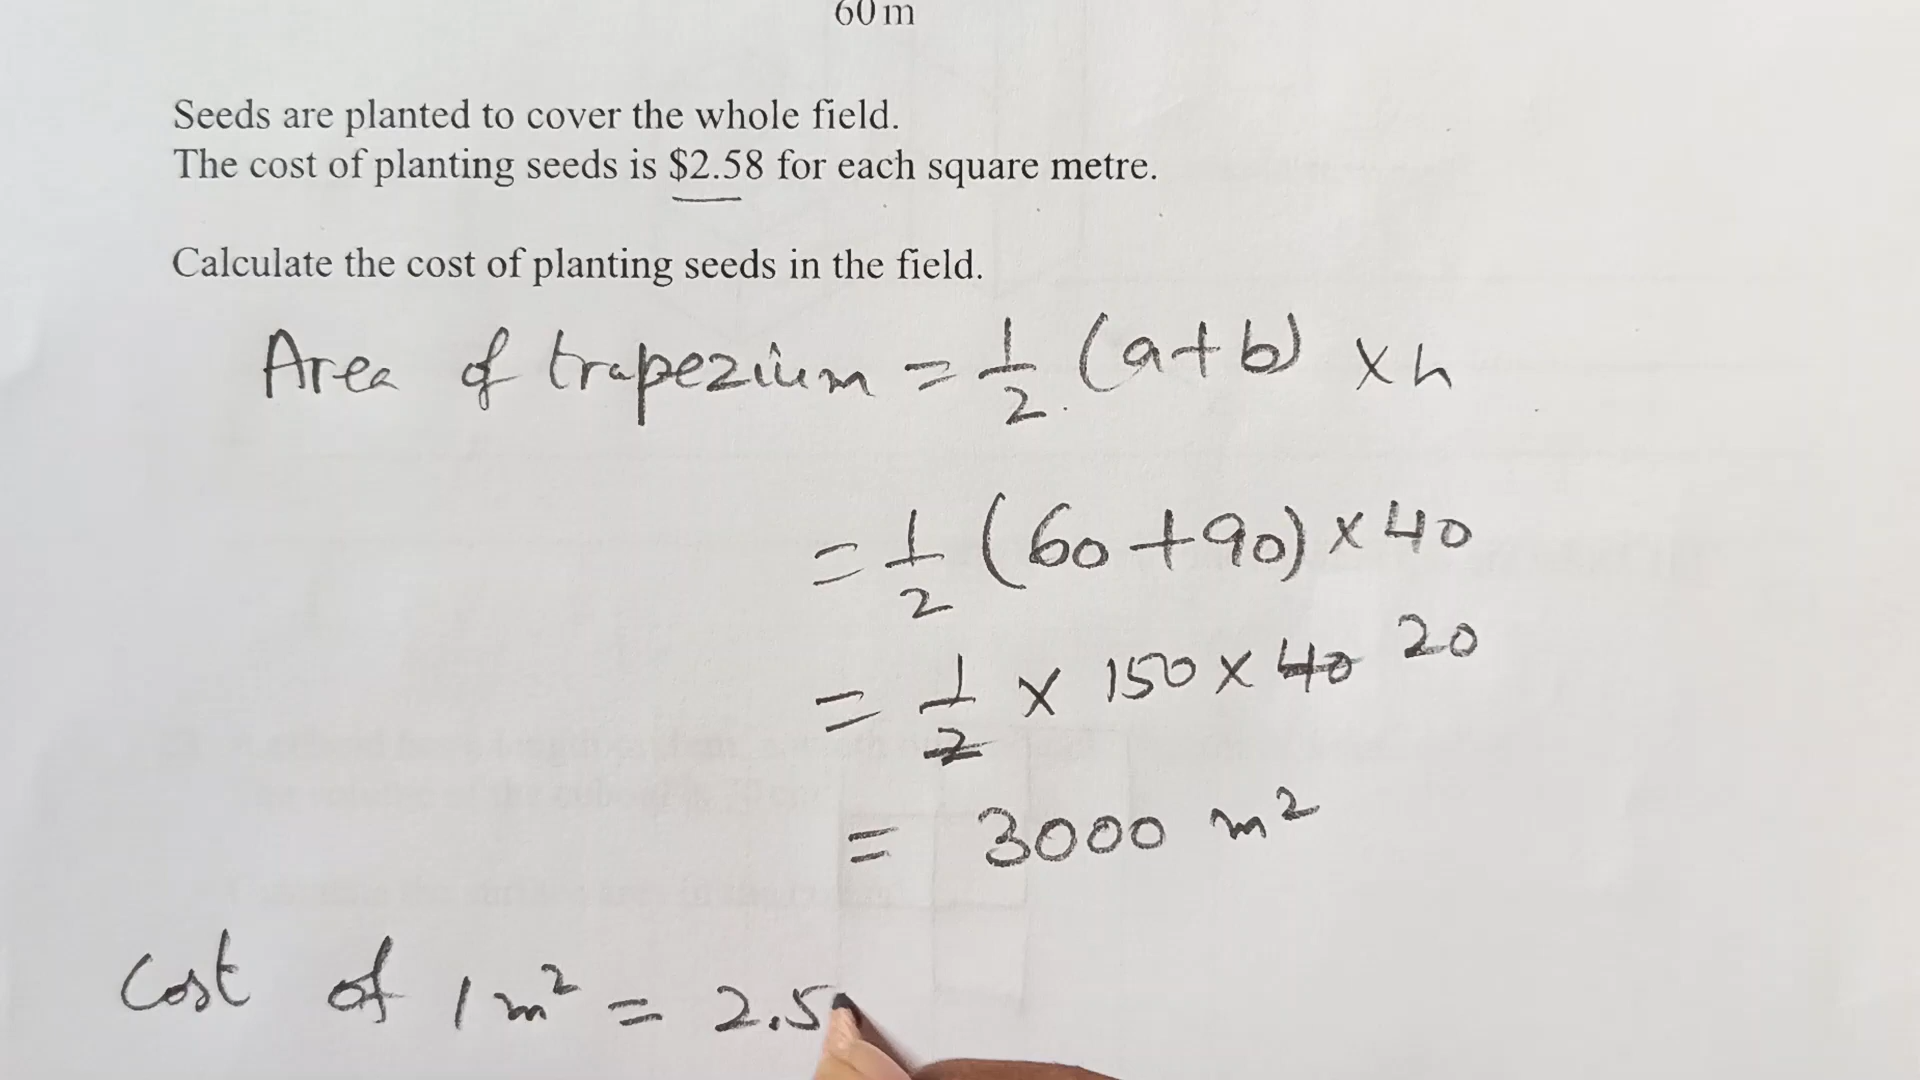 60 m
Seeds are planted to cover the whole field.
The cost of planting seeds is $2.58 for each square metre.
Calculate the cost of planting seeds in the field.
Area of trapezium = 1/2 (a+b) × h
= 1/2 (60+90) × 40
= 1/2 × 150 × 40 20
= 3000 m²
Cost of 1 m² = 2.5